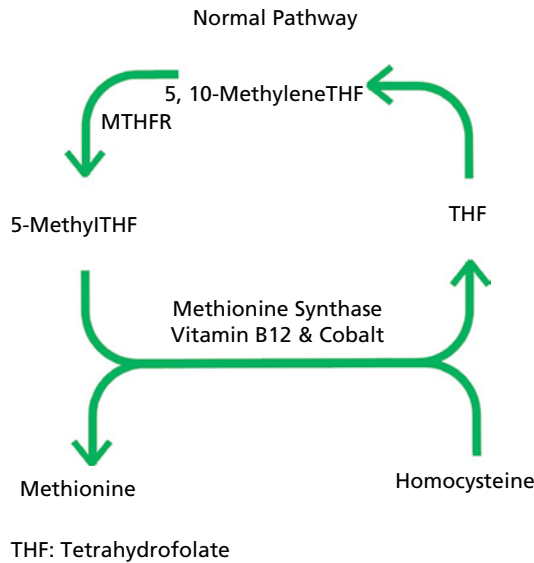 Normal Pathway
5, 10-MethyleneTHF
MTHFR
5-MethylTHF
THF
Methionine Synthase
Vitamin B12 & Cobalt
Methionine
Homocysteine
THF: Tetrahydrofolate